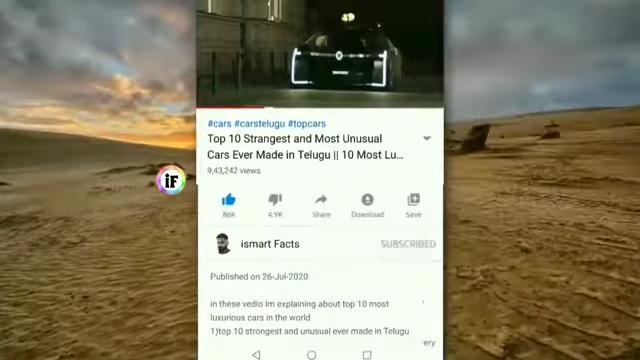 #cars #carstelugu #topcars
Top 10 Strangest and Most Unusual
Cars Ever Made in Telugu || 10 Most Lu...
9,43,242 views
iF
86K
4.9K
Share
Download
Save
ismart Facts
SUBSCRIBED
Published on 26-Jul-2020
in these vedio Im explaining about top 10 most
luxurious cars in the world
1)top 10 strongest and unusual ever made in Telugu
ery